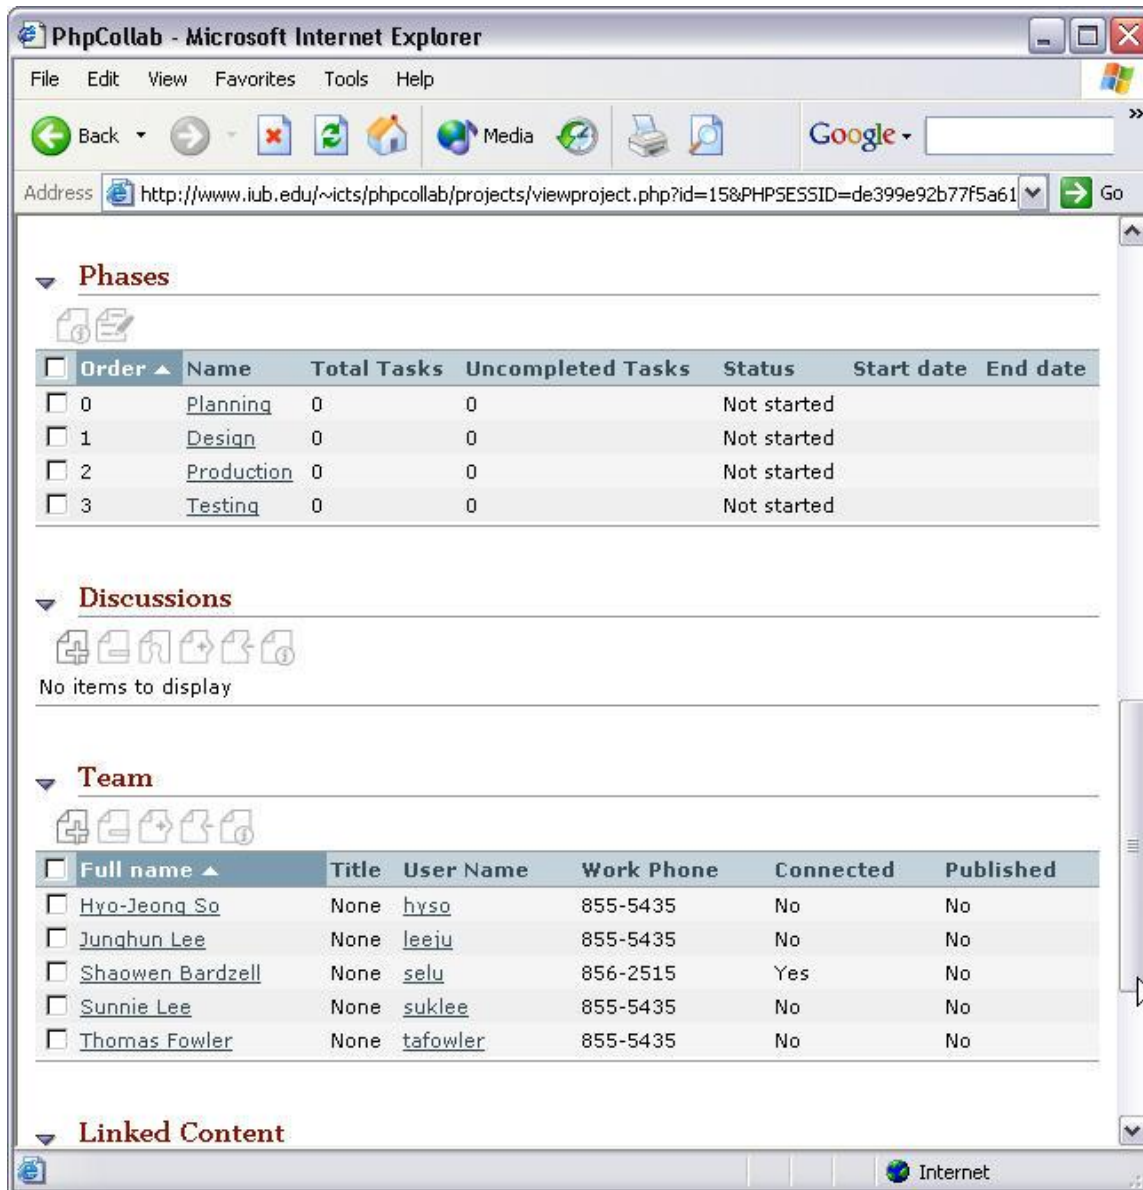 PhpCollab - Microsoft Internet Explorer
File Edit View Favorites Tools Help
Back Media Google
Address http://www.iub.edu/~icts/phpcollab/projects/viewproject.php?id=15&PHPSESSID=de399e92b77f5a61 Go
Phases
Order Name Total Tasks Uncompleted Tasks Status Start date End date
0 Planning 0 0 Not started
1 Design 0 0 Not started
2 Production 0 0 Not started
3 Testing 0 0 Not started
Discussions
No items to display
Team
Full name Title User Name Work Phone Connected Published
Hyo-Jeong So None hyso 855-5435 No No
Junghun Lee None leeju 855-5435 No No
Shaowen Bardzell None selu 856-2515 Yes No
Sunnie Lee None suklee 855-5435 No No
Thomas Fowler None tafowler 855-5435 No No
Linked Content
Internet